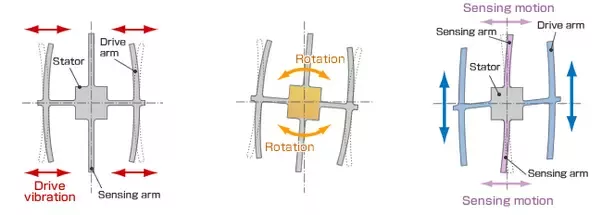 Drive
arm
Stator
Sensing arm
Drive
vibration
Rotation
Rotation
Sensing motion
Sensing arm
Drive arm
Stator
Sensing arm
Sensing motion